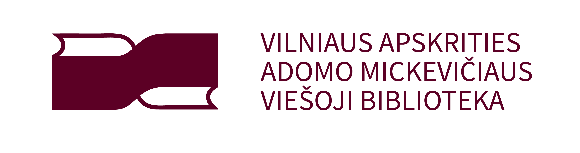 VILNIAUS APSKRITIES
ADOMO MICKEVIČIAUS
VIEŠOJI BIBLIOTEKA